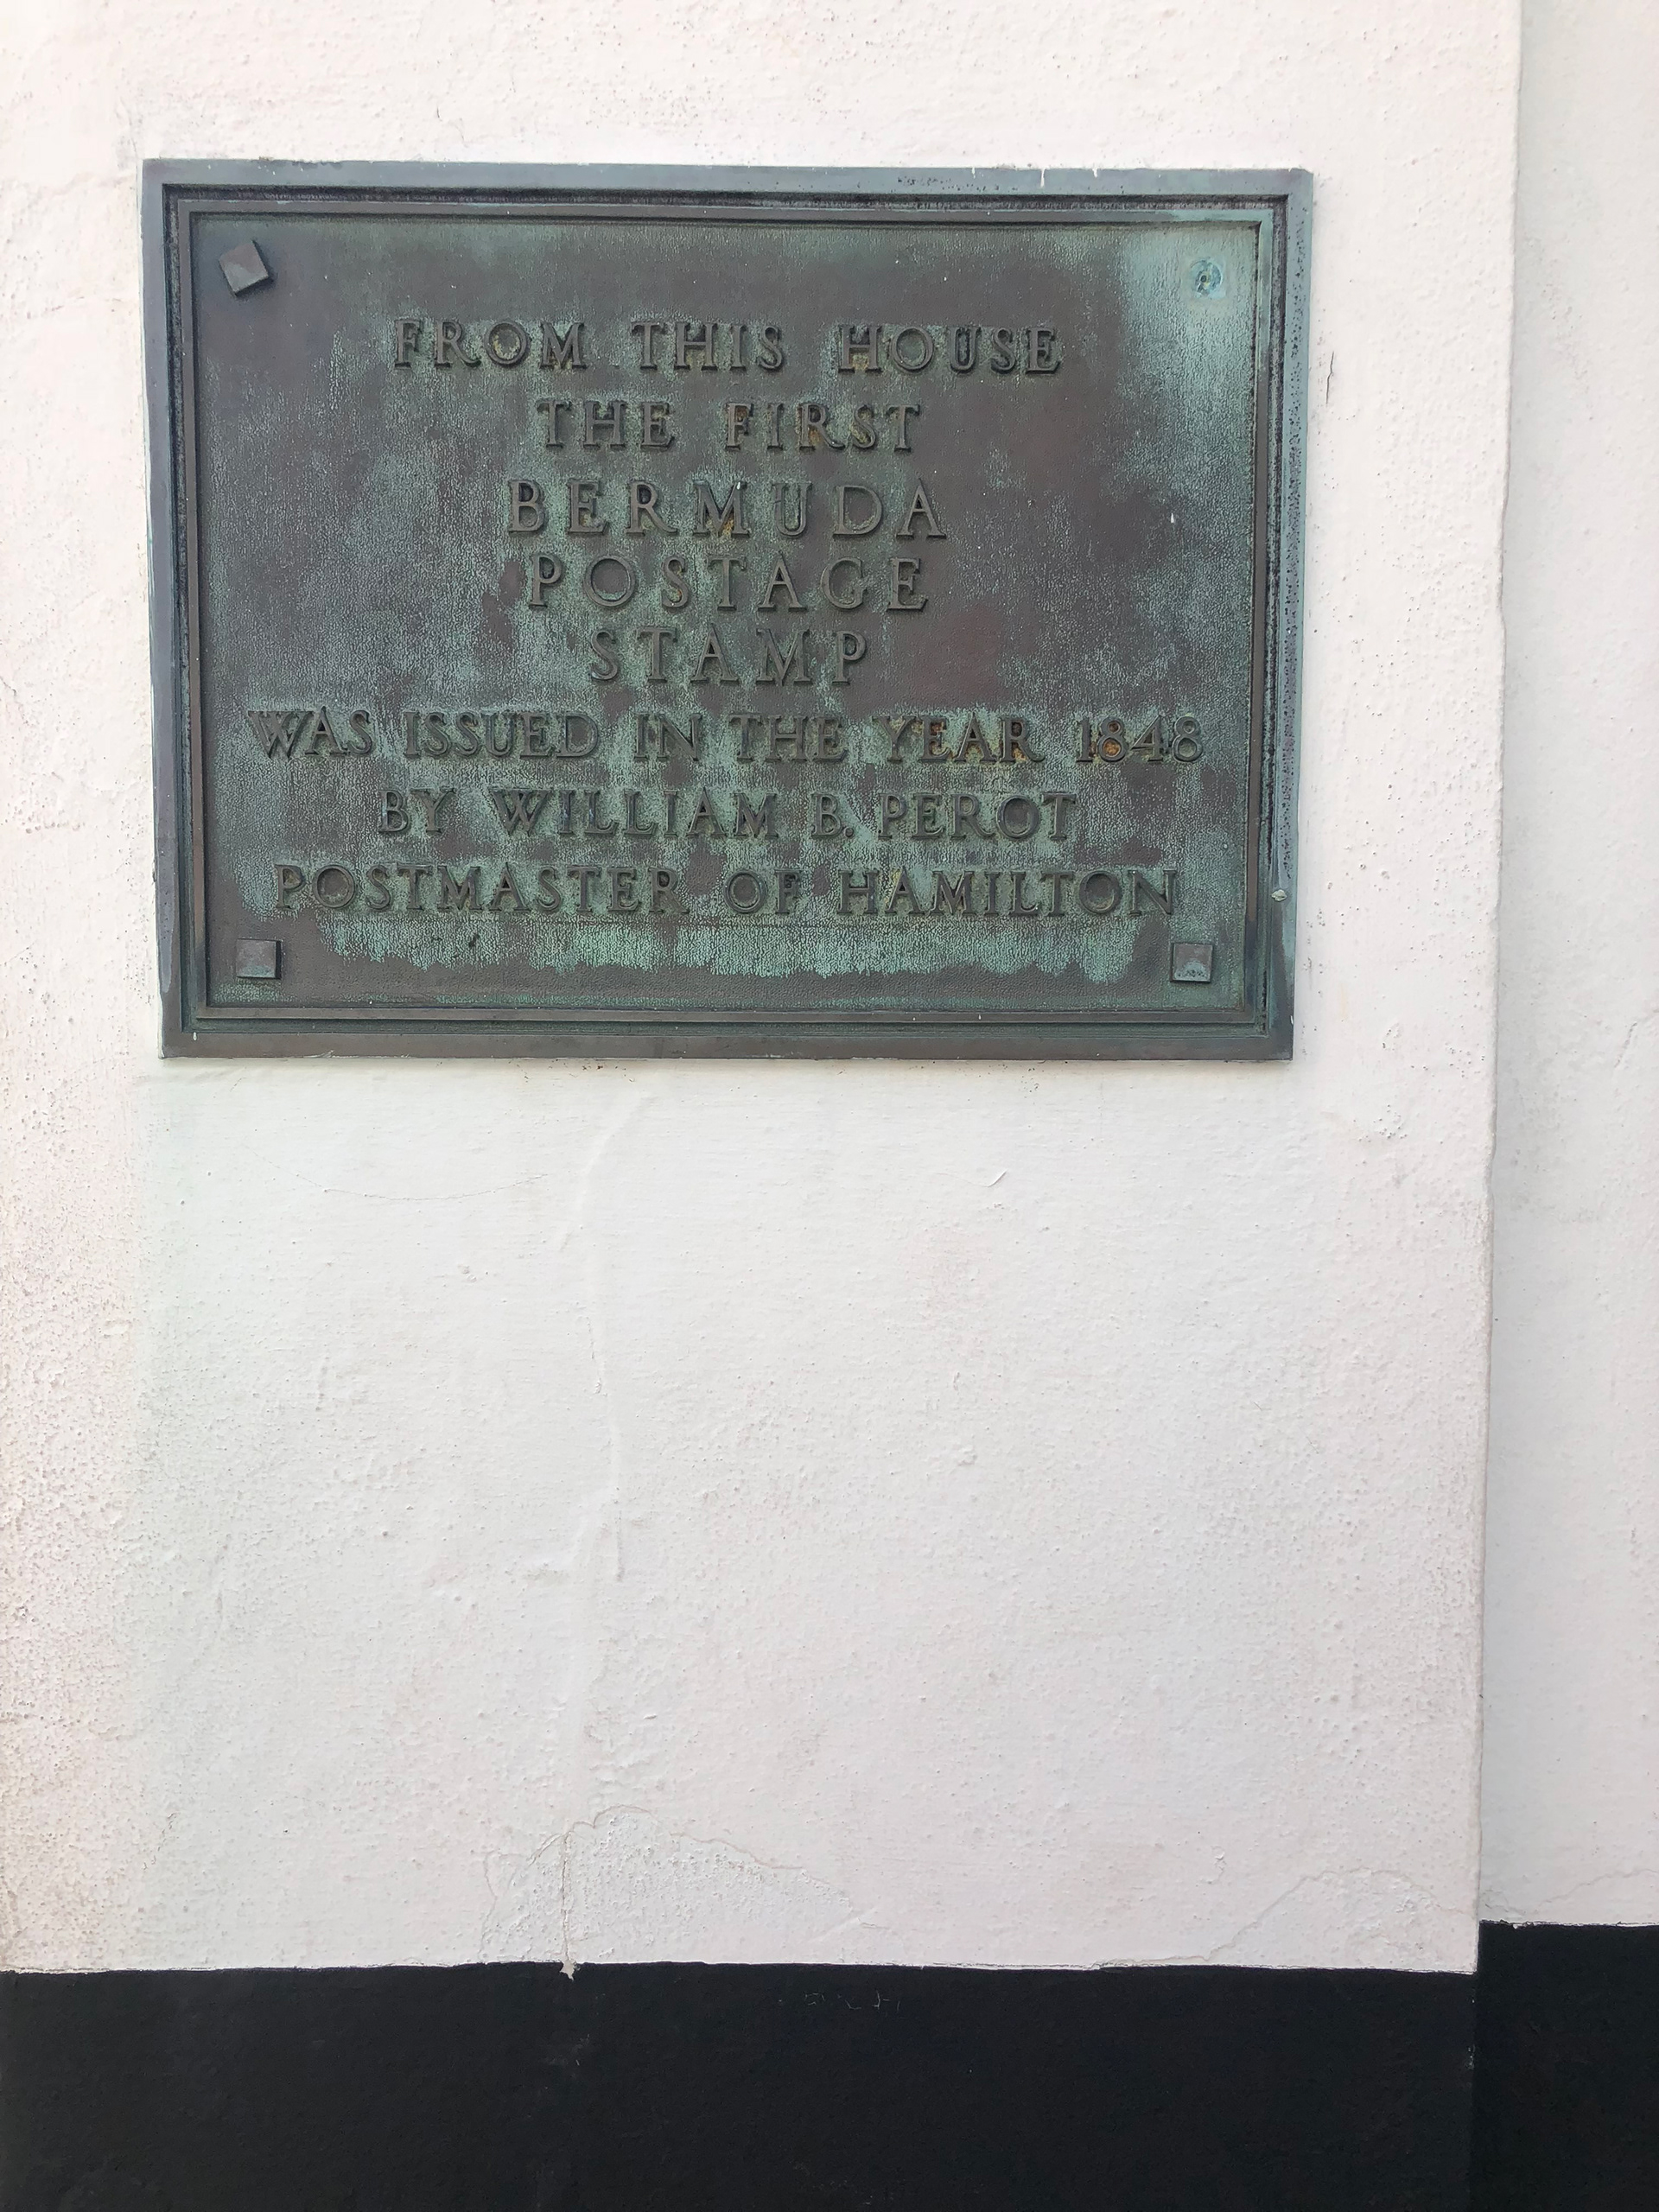 FROM THIS HOUSE
THE FIRST
BERMUDA
POSTAGE
STAMP
WAS ISSUED IN THE YEAR 1848
BY WILLIAM B. PEROT
POSTMASTER OF HAMILTON